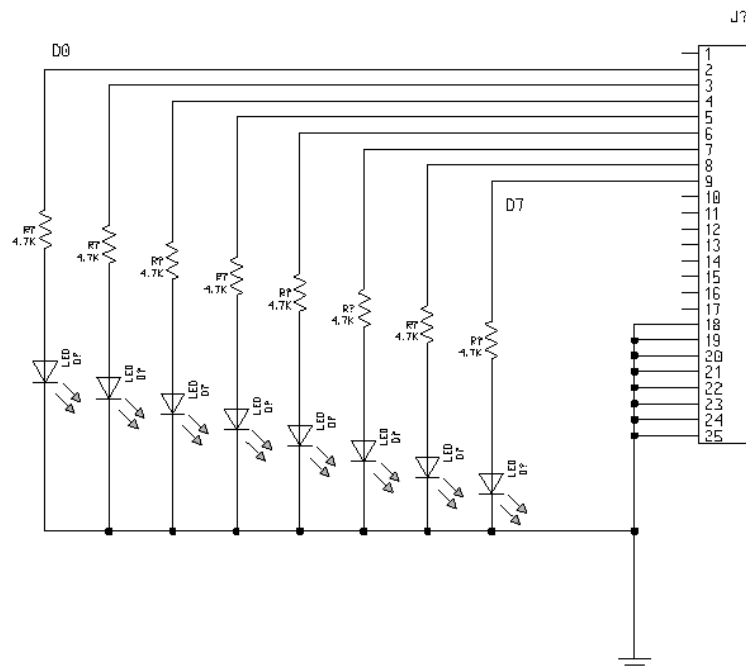 J?
D0
1
2
3
4
5
6
7
8
9
10
11
12
13
14
15
16
17
18
19
20
21
22
23
24
25
D7
R?
4.7K
R?
4.7K
R?
4.7K
R?
4.7K
R?
4.7K
R?
4.7K
R?
4.7K
R?
4.7K
LED
D?
LED
D?
LED
D?
LED
D?
LED
D?
LED
D?
LED
D?
LED
D?